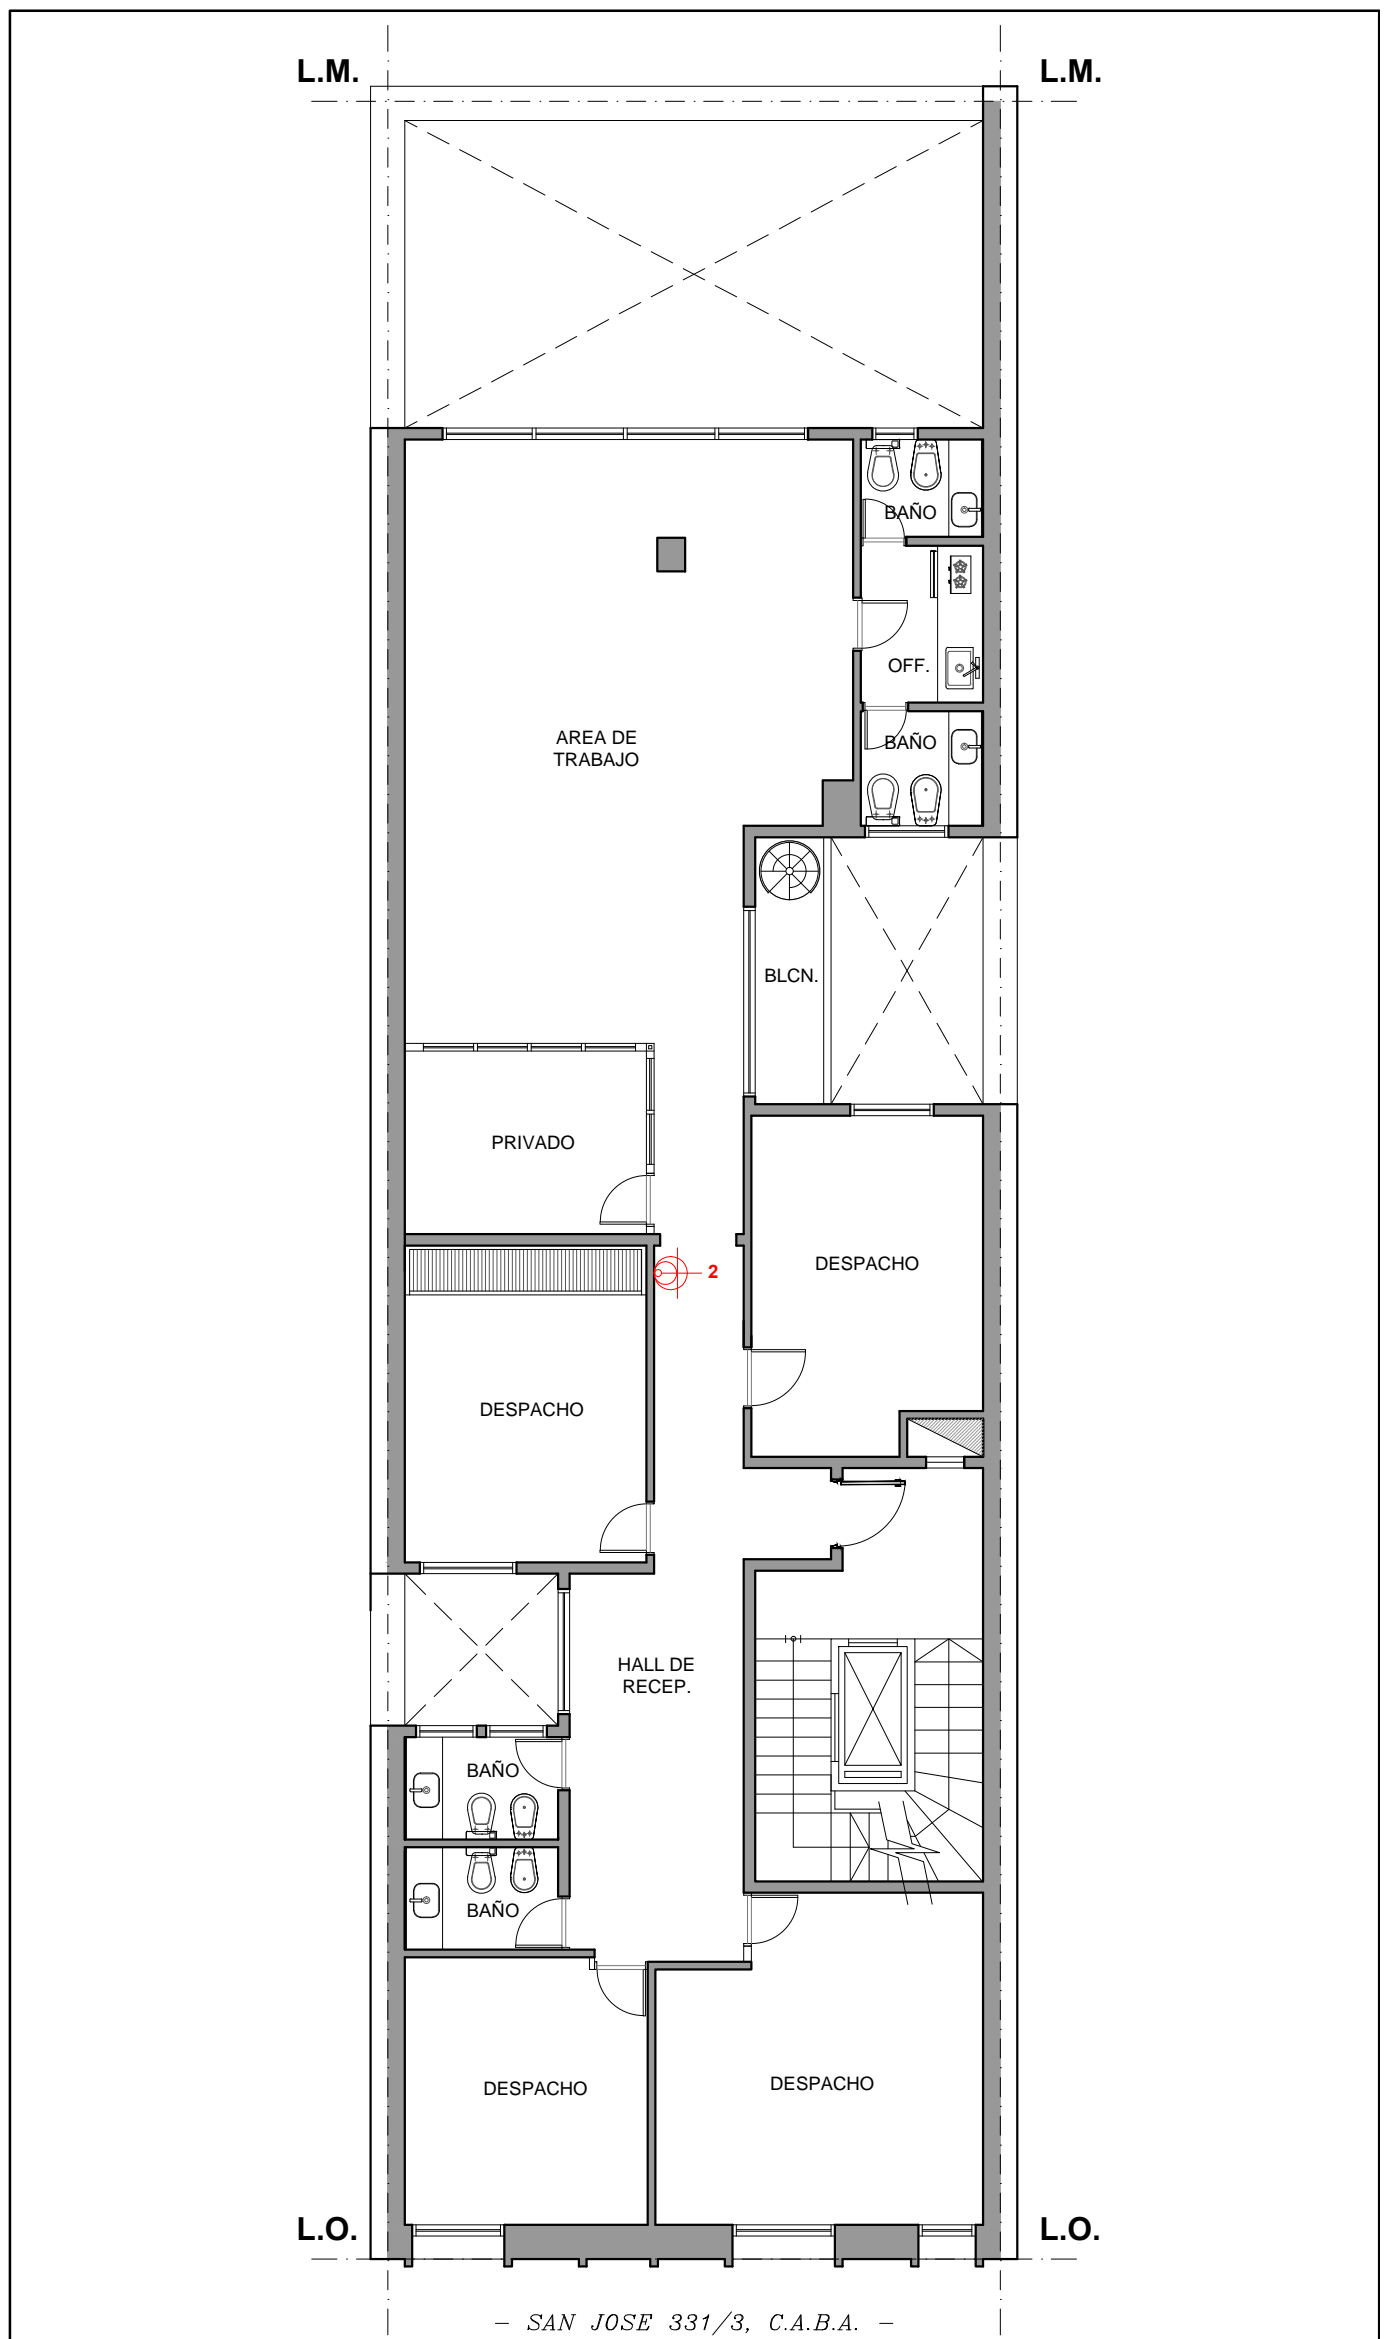 L.M.
L.M.
BAÑO
OFF.
AREA DE
TRABAJO
BAÑO
BLCN.
PRIVADO
DESPACHO
2
DESPACHO
HALL DE
RECEP.
BAÑO
BAÑO
DESPACHO
DESPACHO
L.O.
L.O.
- SAN JOSE 331/3, C.A.B.A. -